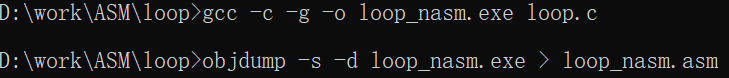 D:\work\ASM\loop>gcc -c -g -o loop_nasm.exe loop.c
D:\work\ASM\loop>objdump -s -d loop_nasm.exe > loop_nasm.asm